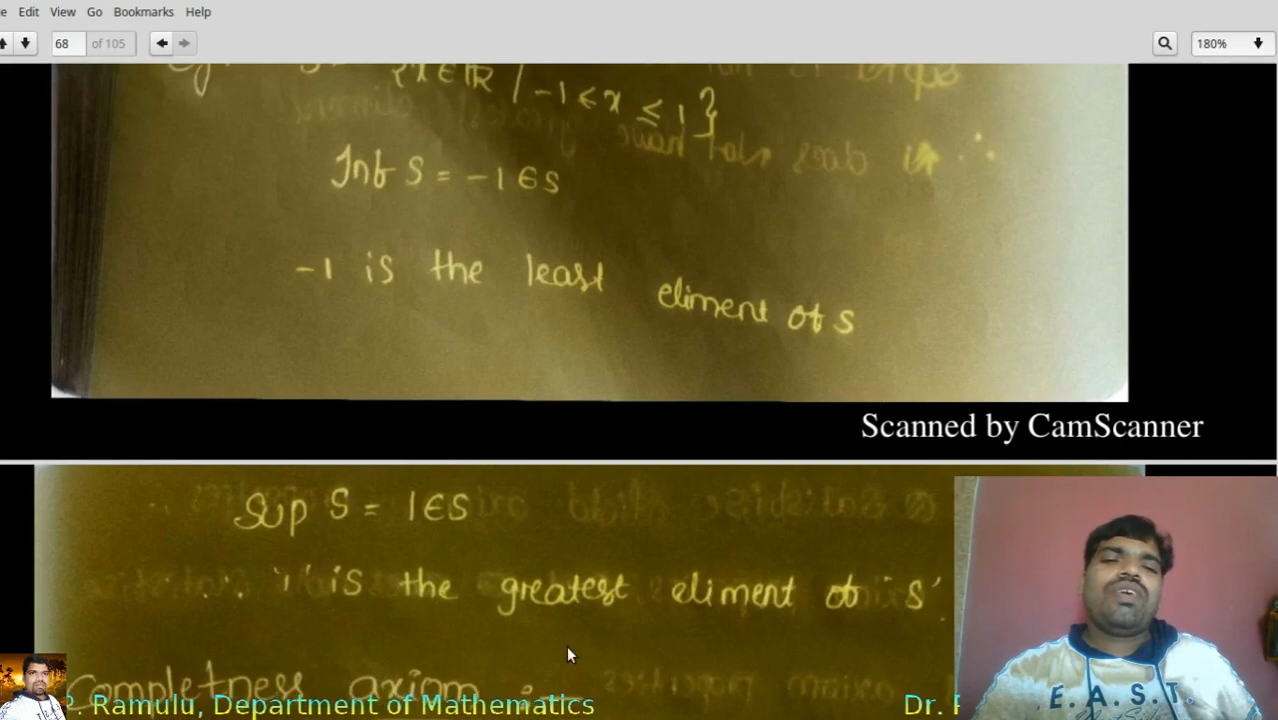 Edit View Go Bookmarks Help
68 of 105
180%
{x ∈ ℝ / -1 ≤ x ≤ 1}
Inf S = -1 ∈ S
-1 is the least eliment of S
Scanned by CamScanner
Sup S = 1 ∈ S
∴ '1' is the greatest eliment of 'S'.
Completness axiom :-
P. Ramulu, Department of Mathematics
Dr.
E.A.S.T.